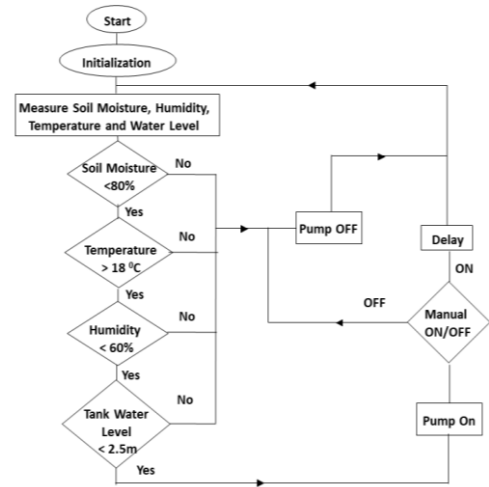 Start
Initialization
Measure Soil Moisture, Humidity,
Temperature and Water Level
Soil Moisture
<80%
No
Yes
Temperature
> 18 ⁰C
No
Yes
Humidity
< 60%
No
Yes
Tank Water
Level
< 2.5m
No
Yes
Pump OFF
Delay
ON
OFF
Manual
ON/OFF
Pump On